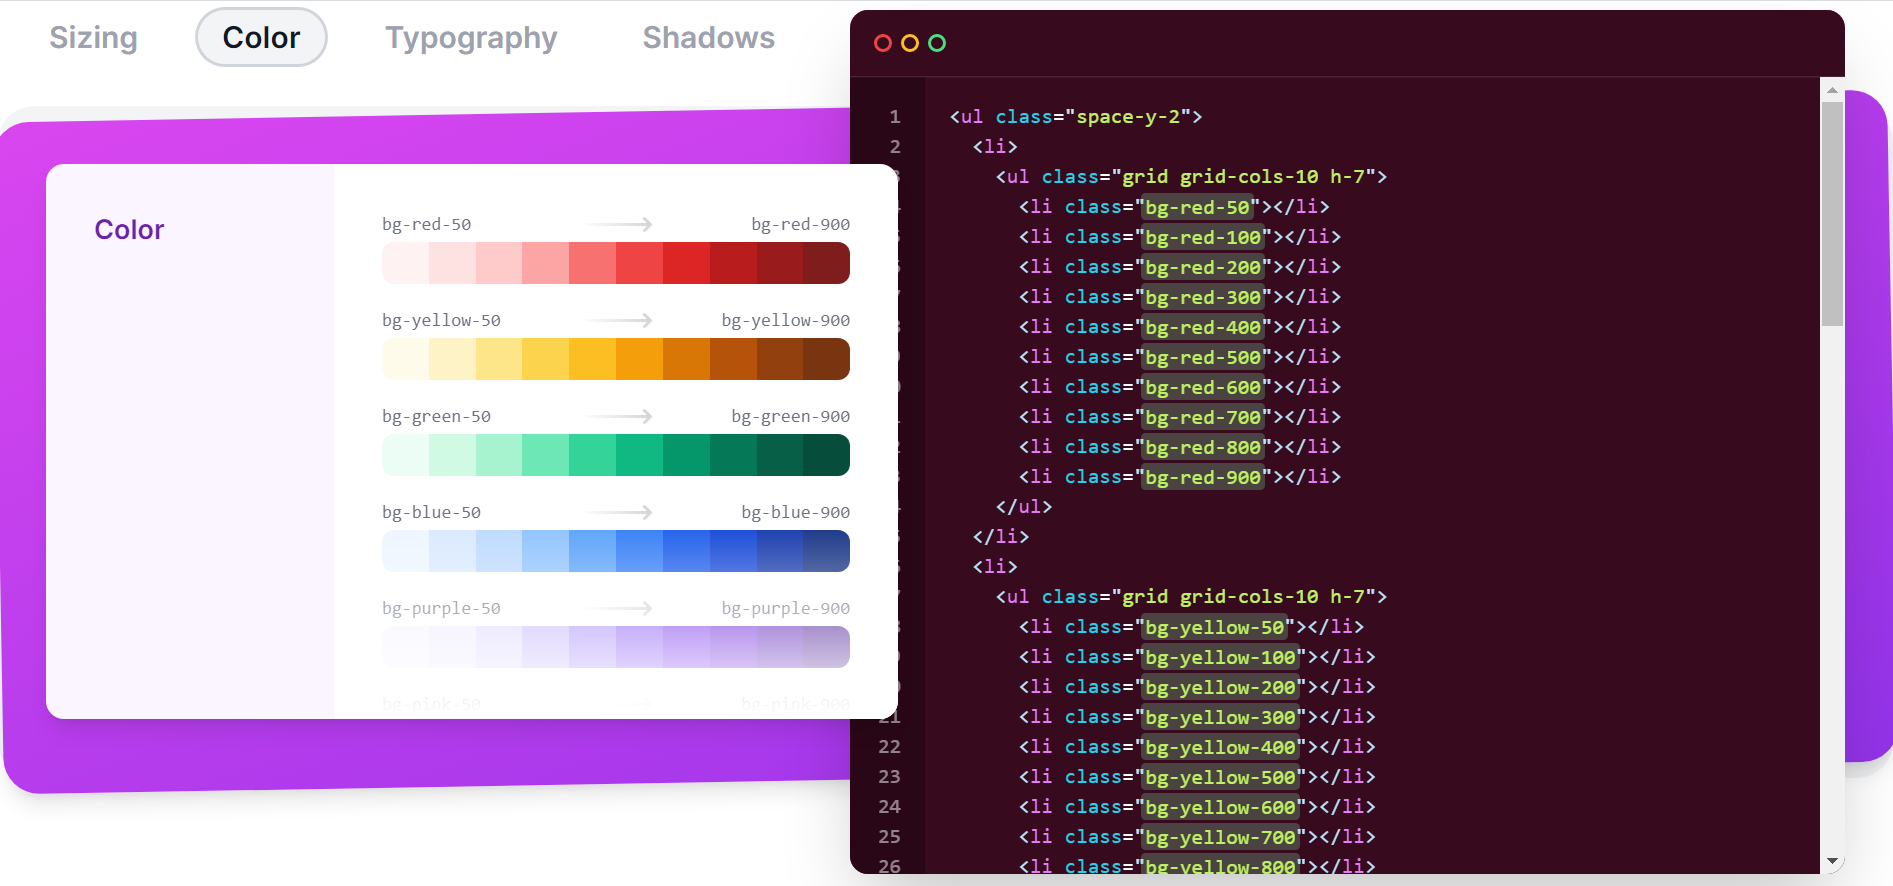 Sizing
Color
Typography
Shadows
Color
bg-red-50
bg-red-900
bg-yellow-50
bg-yellow-900
bg-green-50
bg-green-900
bg-blue-50
bg-blue-900
bg-purple-50
bg-purple-900
bg-pink-50
bg-pink-900
1 <ul class="space-y-2">
2 <li>
<ul class="grid grid-cols-10 h-7">
<li class="bg-red-50"></li>
<li class="bg-red-100"></li>
<li class="bg-red-200"></li>
<li class="bg-red-300"></li>
<li class="bg-red-400"></li>
<li class="bg-red-500"></li>
<li class="bg-red-600"></li>
<li class="bg-red-700"></li>
<li class="bg-red-800"></li>
<li class="bg-red-900"></li>
</ul>
</li>
<li>
<ul class="grid grid-cols-10 h-7">
<li class="bg-yellow-50"></li>
<li class="bg-yellow-100"></li>
<li class="bg-yellow-200"></li>
21 <li class="bg-yellow-300"></li>
22 <li class="bg-yellow-400"></li>
23 <li class="bg-yellow-500"></li>
24 <li class="bg-yellow-600"></li>
25 <li class="bg-yellow-700"></li>
26 <li class="bg-yellow-800"></li>